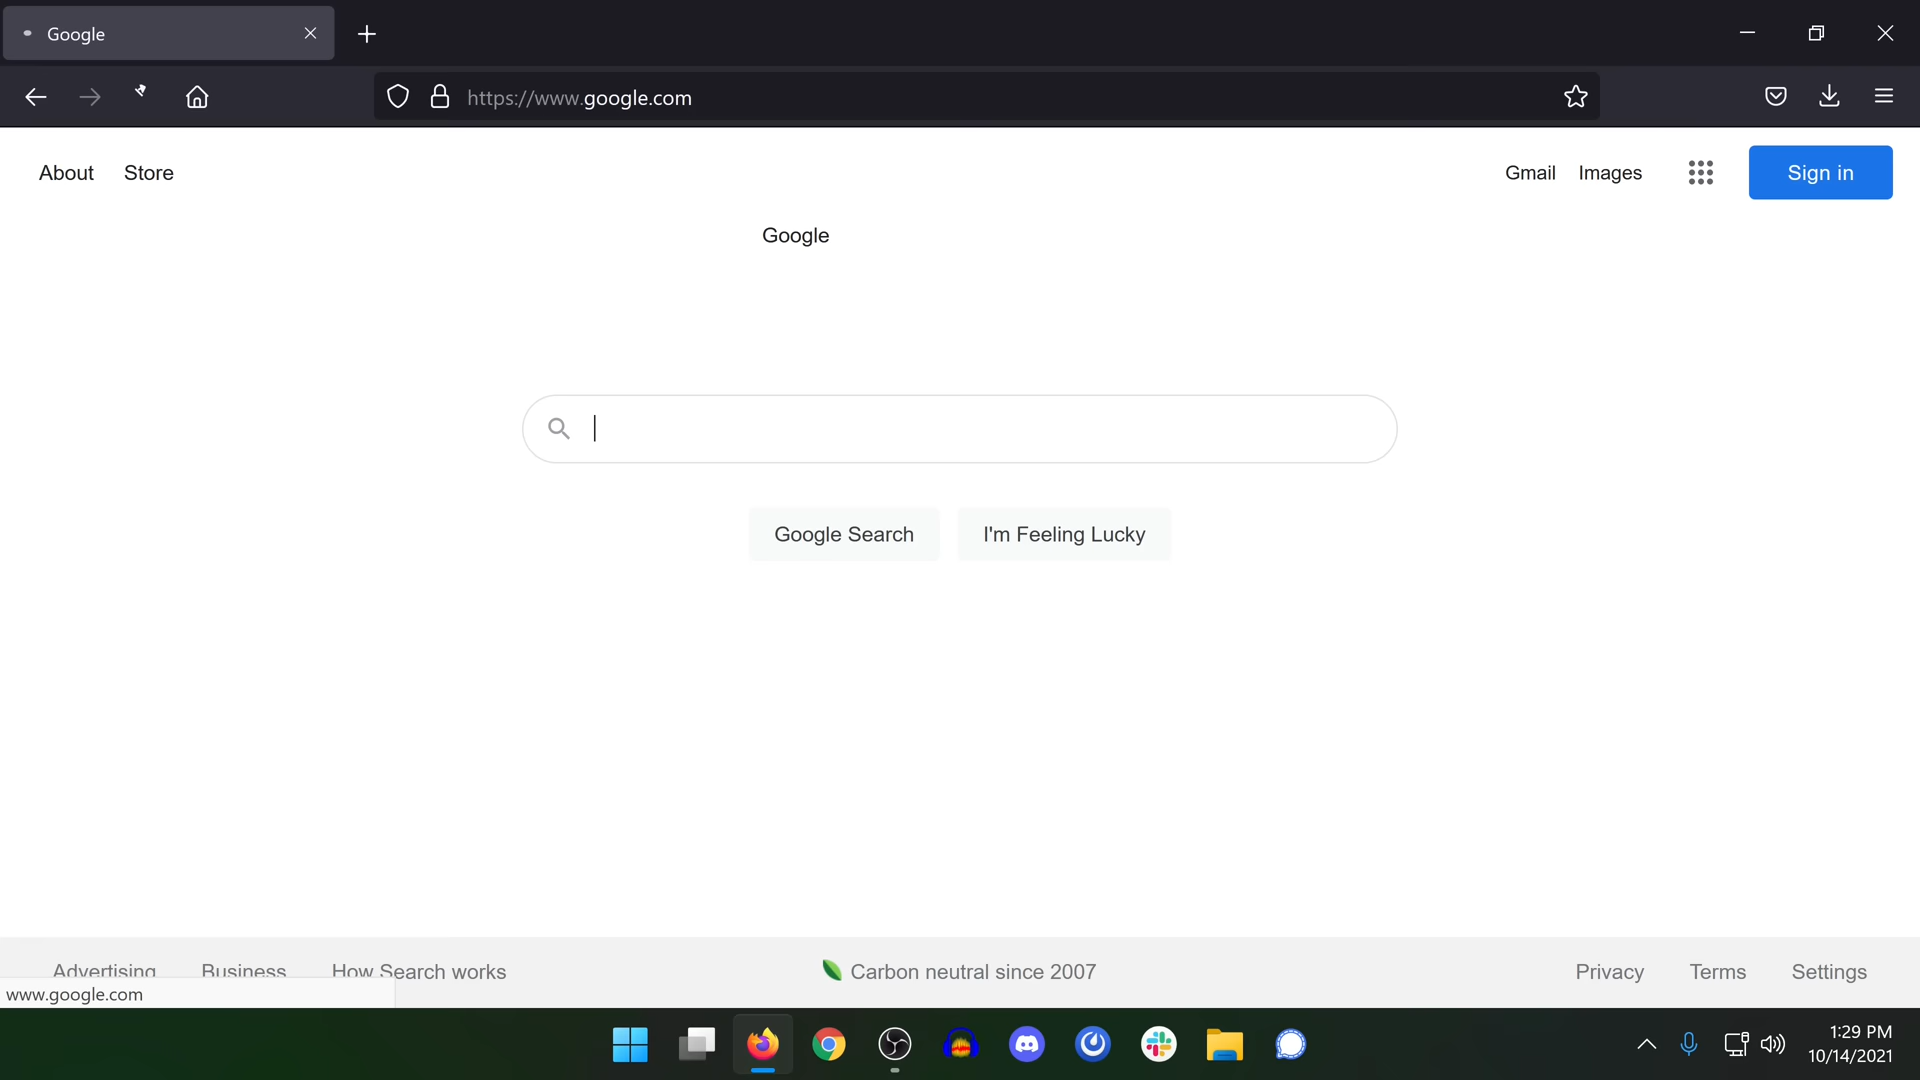 Google
https://www.google.com
About Store
Gmail Images Sign in
Google
Google Search I'm Feeling Lucky
Advertising Business How Search works
Carbon neutral since 2007
Privacy Terms Settings
www.google.com
1:29 PM
10/14/2021